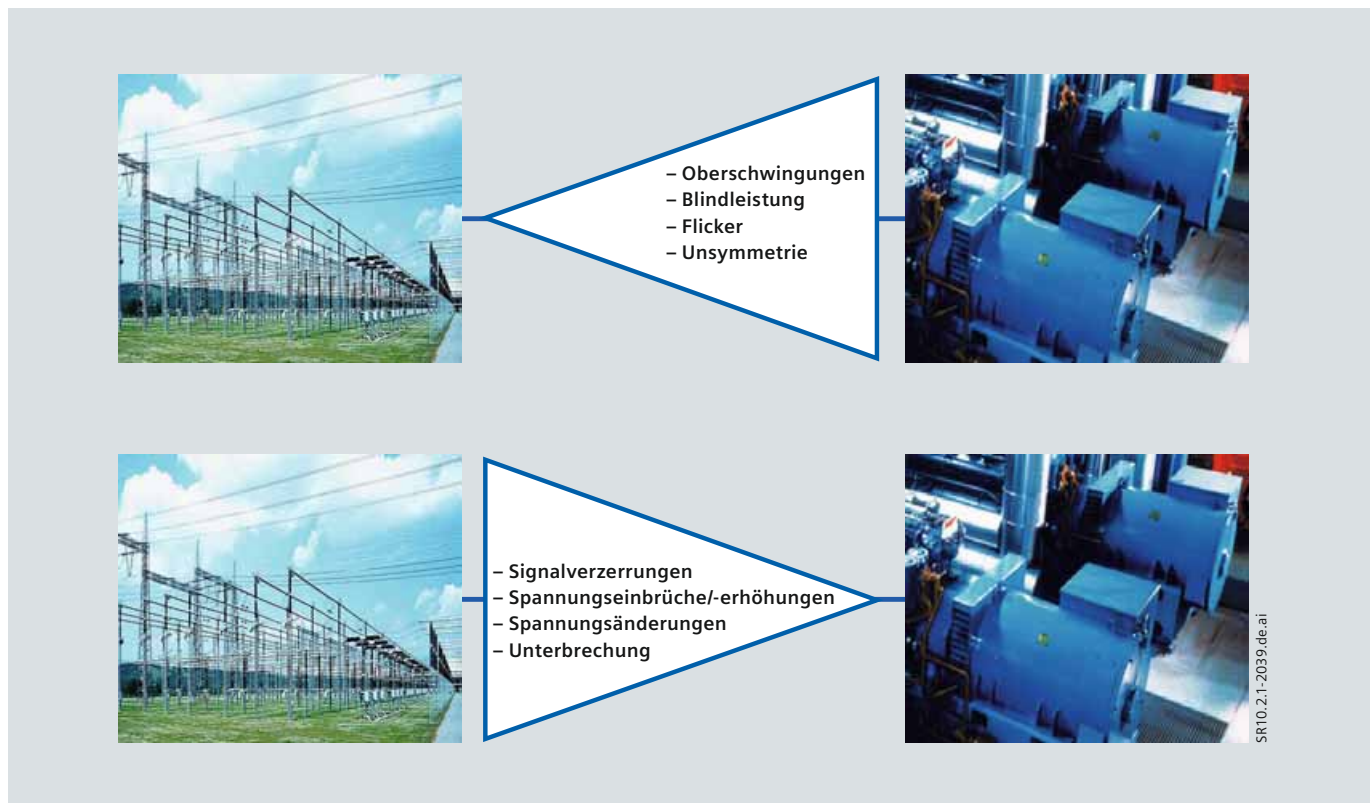 – Oberschwingungen
– Blindleistung
– Flicker
– Unsymmetrie
– Signalverzerrungen
– Spannungseinbrüche/-erhöhungen
– Spannungsänderungen
– Unterbrechung
SR10.2.1-2039.de.ai